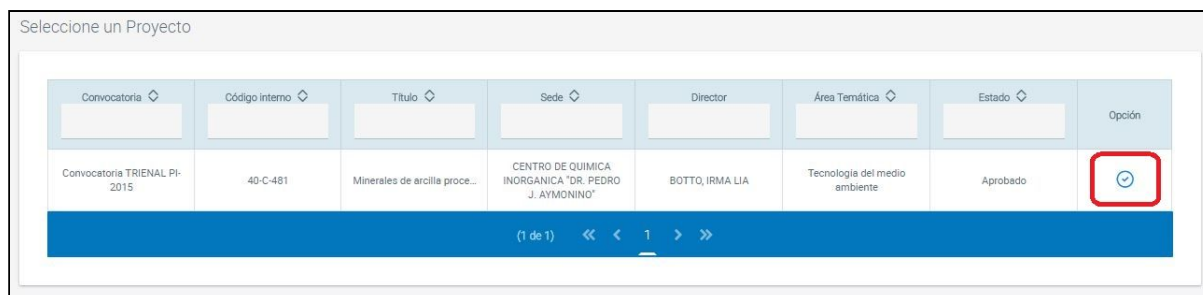 Seleccione un Proyecto
Convocatoria Código interno Título Sede Director Área Temática Estado Opción
Convocatoria TRIENAL PI-
2015
40-C-481
Minerales de arcilla proce...
CENTRO DE QUIMICA
INORGANICA "DR. PEDRO
J. AYMONINO"
BOTTO, IRMA LIA
Tecnologia del medio
ambiente
Aprobado
(1 de 1) 1